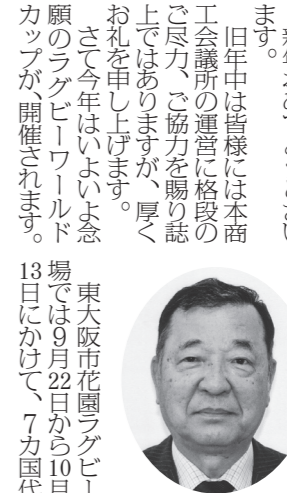 ます。
旧年中は皆様には本商
工会議所の運営に格段の
ご尽力、ご協力を賜り誌
上ではありますが、厚く
お礼を申し上げます。
さて今年はいよいよ念
願のラグビーワールド
カップが、開催されます。
東大阪市花園ラグビー
場では9月22日から10月
13日にかけて、7カ国代